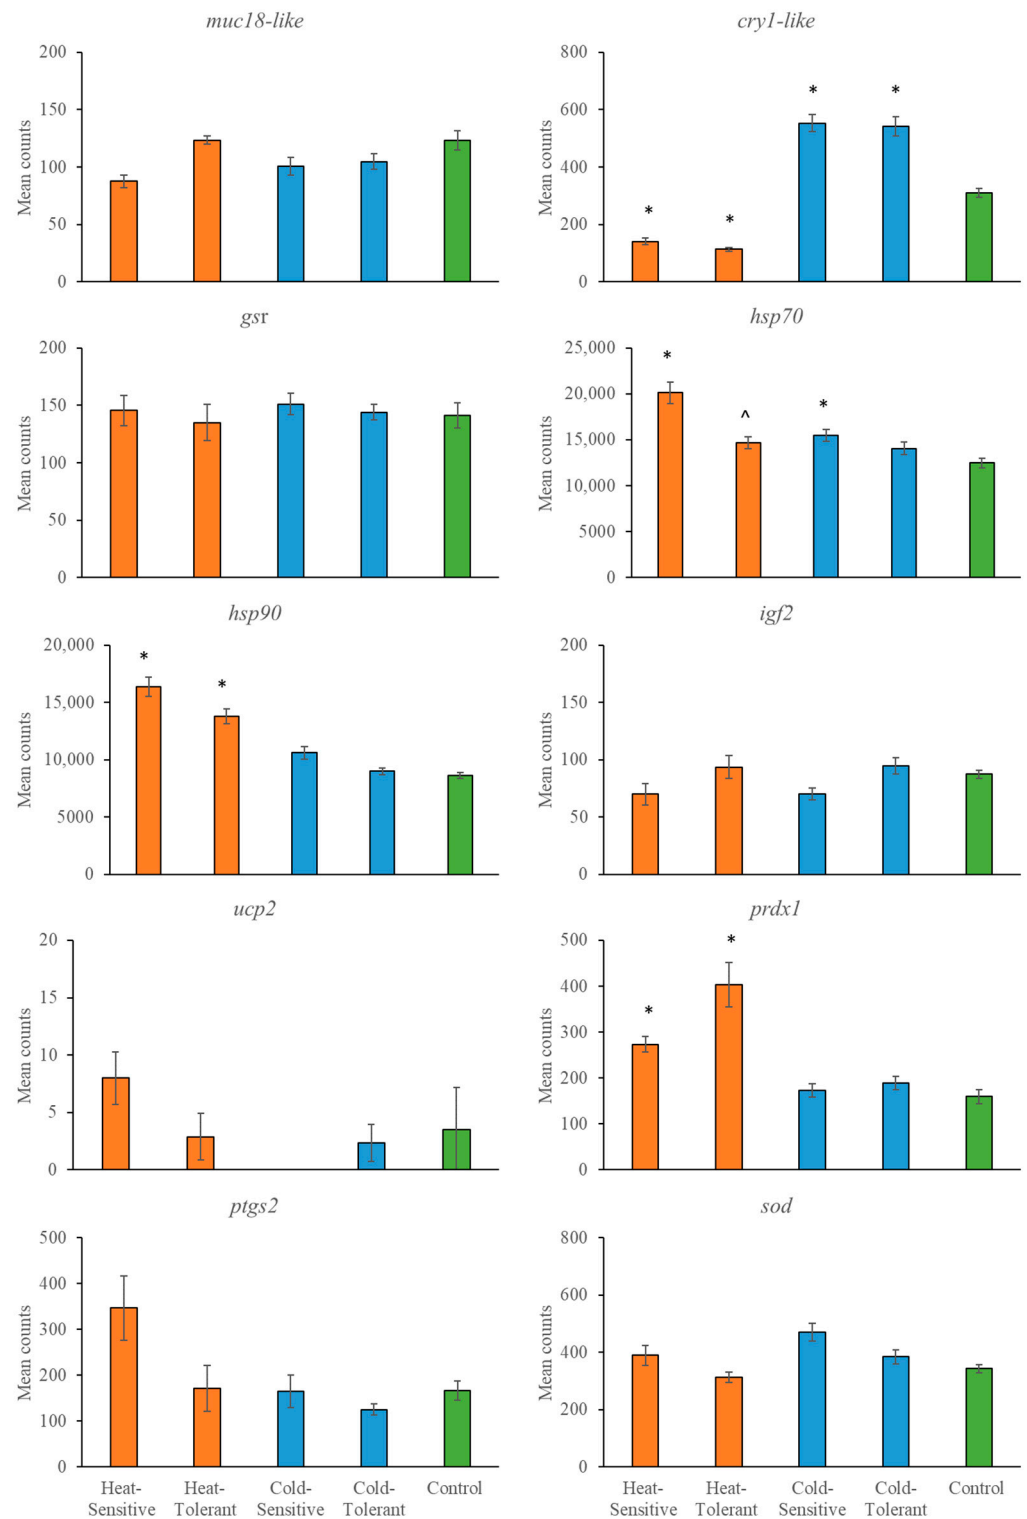 muc18-like
200
150
100
50
0
Mean counts
cry1-like
800
600
400
200
0
Mean counts
*
*
*
*
gsr
200
150
100
50
0
Mean counts
hsp70
25,000
20,000
15,000
10,000
5000
0
Mean counts
*
^
*
hsp90
20,000
15,000
10,000
5000
0
Mean counts
*
*
igf2
200
150
100
50
0
Mean counts
ucp2
20
15
10
5
0
Mean counts
prdx1
500
400
300
200
100
0
Mean counts
*
*
ptgs2
500
400
300
200
100
0
Mean counts
Heat-
Sensitive
Heat-
Tolerant
Cold-
Sensitive
Cold-
Tolerant
Control
sod
800
600
400
200
0
Mean counts
Heat-
Sensitive
Heat-
Tolerant
Cold-
Sensitive
Cold-
Tolerant
Control